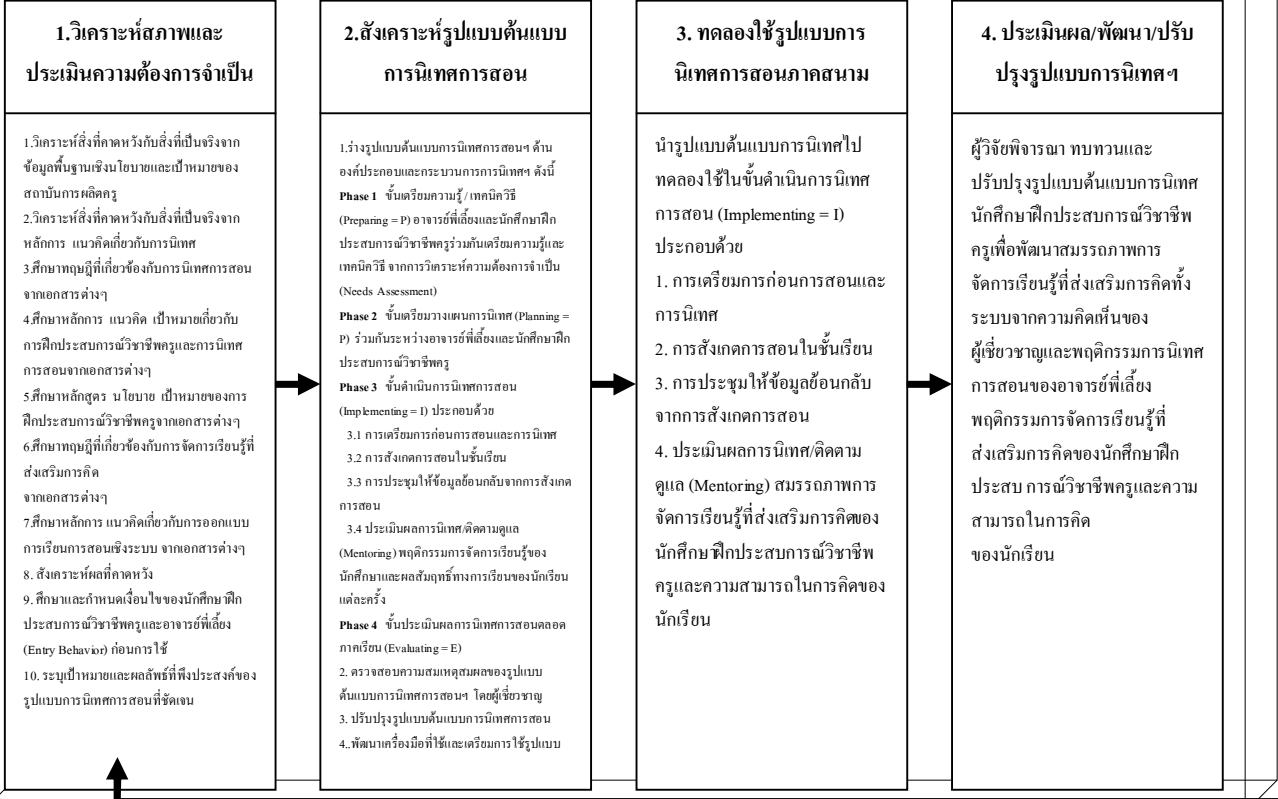 1.วิเคราะห์สภาพและ
ประเมินความต้องการจำเป็น
1.วิเคราะห์สิ่งที่คาดหวังกับสิ่งที่เป็นจริงจาก
ข้อมูลพื้นฐานเชิงนโยบายและเป้าหมายของ
สถาบันการผลิตครู
2.วิเคราะห์สิ่งที่คาดหวังกับสิ่งที่เป็นจริงจาก
หลักการ แนวคิดเกี่ยวกับการนิเทศ
3.ศึกษาทฤษฎีที่เกี่ยวข้องกับการนิเทศการสอน
จากเอกสารต่างๆ
4.ศึกษาหลักการ แนวคิด เป้าหมายเกี่ยวกับ
การฝึกประสบการณ์วิชาชีพครูและการนิเทศ
การสอนจากเอกสารต่างๆ
5.ศึกษาหลักสูตร นโยบาย เป้าหมายของการ
ฝึกประสบการณ์วิชาชีพครูจากเอกสารต่างๆ
6.ศึกษาทฤษฎีที่เกี่ยวข้องกับการจัดการเรียนรู้ที่
ส่งเสริมการคิด
จากเอกสารต่างๆ
7.ศึกษาหลักการ แนวคิดเกี่ยวกับการออกแบบ
การเรียนการสอนเชิงระบบ จากเอกสารต่างๆ
8. สังเคราะห์ผลที่คาดหวัง
9. ศึกษาและกำหนดเงื่อนไขของนักศึกษาฝึก
ประสบการณ์วิชาชีพครูและอาจารย์พี่เลี้ยง
(Entry Behavior) ก่อนการใช้
10. ระบุเป้าหมายและผลลัพธ์ที่พึงประสงค์ของ
รูปแบบการนิเทศการสอนที่ชัดเจน
2.สังเคราะห์รูปแบบต้นแบบ
การนิเทศการสอน
1.ร่างรูปแบบต้นแบบการนิเทศการสอนฯ ด้าน
องค์ประกอบและกระบวนการการนิเทศฯ ดังนี้
Phase 1 ขั้นเตรียมความรู้ / เทคนิควิธี
(Preparing = P) อาจารย์พี่เลี้ยงและนักศึกษาฝึก
ประสบการณ์วิชาชีพครูร่วมกันเตรียมความรู้และ
เทคนิควิธี จากการวิเคราะห์ความต้องการจำเป็น
(Needs Assessment)
Phase 2 ขั้นเตรียมวางแผนการนิเทศ (Planning =
P) ร่วมกันระหว่างอาจารย์พี่เลี้ยงและนักศึกษาฝึก
ประสบการณ์วิชาชีพครู
Phase 3 ขั้นดำเนินการนิเทศการสอน
(Implementing = I) ประกอบด้วย
3.1 การเตรียมการก่อนการสอนและการนิเทศ
3.2 การสังเกตการสอนในชั้นเรียน
3.3 การประชุมให้ข้อมูลย้อนกลับจากการสังเกต
การสอน
3.4 ประเมินผลการนิเทศ/ติดตามดูแล
(Mentoring) พฤติกรรมการจัดการเรียนรู้ของ
นักศึกษาและผลสัมฤทธิ์ทางการเรียนของนักเรียน
แต่ละครั้ง
Phase 4 ขั้นประเมินผลการนิเทศการสอนตลอด
ภาคเรียน (Evaluating = E)
2. ตรวจสอบความสมเหตุสมผลของรูปแบบ
ต้นแบบการนิเทศการสอนฯ โดยผู้เชี่ยวชาญ
3. ปรับปรุงรูปแบบต้นแบบการนิเทศการสอน
4..พัฒนาเครื่องมือที่ใช้และเตรียมการใช้รูปแบบ
3. ทดลองใช้รูปแบบการ
นิเทศการสอนภาคสนาม
นำรูปแบบต้นแบบการนิเทศไป
ทดลองใช้ในขั้นดำเนินการนิเทศ
การสอน (Implementing = I)
ประกอบด้วย
1. การเตรียมการก่อนการสอนและ
การนิเทศ
2. การสังเกตการสอนในชั้นเรียน
3. การประชุมให้ข้อมูลย้อนกลับ
จากการสังเกตการสอน
4. ประเมินผลการนิเทศ/ติดตาม
ดูแล (Mentoring) สมรรถภาพการ
จัดการเรียนรู้ที่ส่งเสริมการคิดของ
นักศึกษาฝึกประสบการณ์วิชาชีพ
ครูและความสามารถในการคิดของ
นักเรียน
4. ประเมินผล/พัฒนา/ปรับ
ปรุงรูปแบบการนิเทศฯ
ผู้วิจัยพิจารณา ทบทวนและ
ปรับปรุงรูปแบบต้นแบบการนิเทศ
นักศึกษาฝึกประสบการณ์วิชาชีพ
ครูเพื่อพัฒนาสมรรถภาพการ
จัดการเรียนรู้ที่ส่งเสริมการคิดทั้ง
ระบบจากความคิดเห็นของ
ผู้เชี่ยวชาญและพฤติกรรมการนิเทศ
การสอนของอาจารย์พี่เลี้ยง
พฤติกรรมการจัดการเรียนรู้ที่
ส่งเสริมการคิดของนักศึกษาฝึก
ประสบ การณ์วิชาชีพครูและความ
สามารถในการคิด
ของนักเรียน